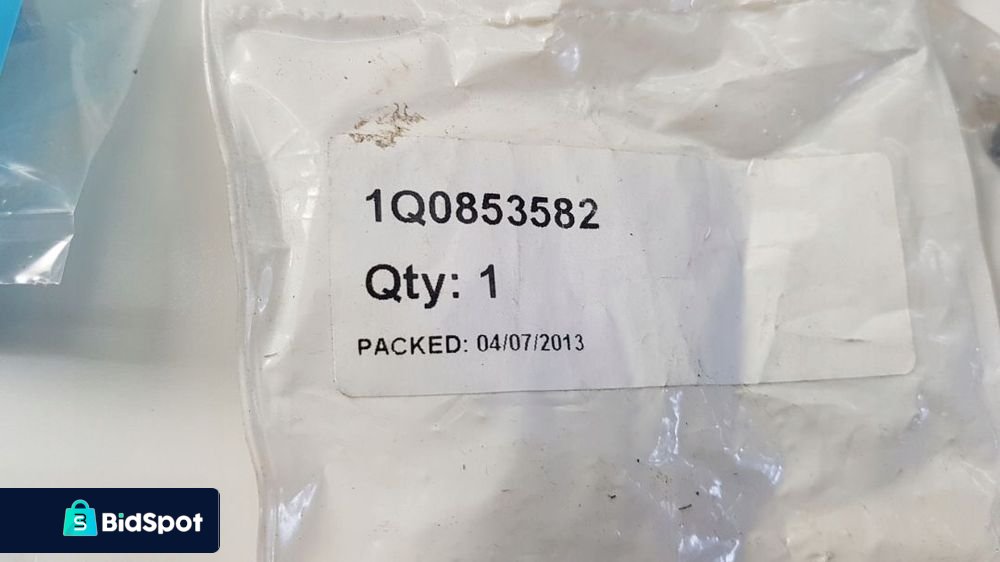 1Q0853582
Qty: 1
PACKED: 04/07/2013
BidSpot